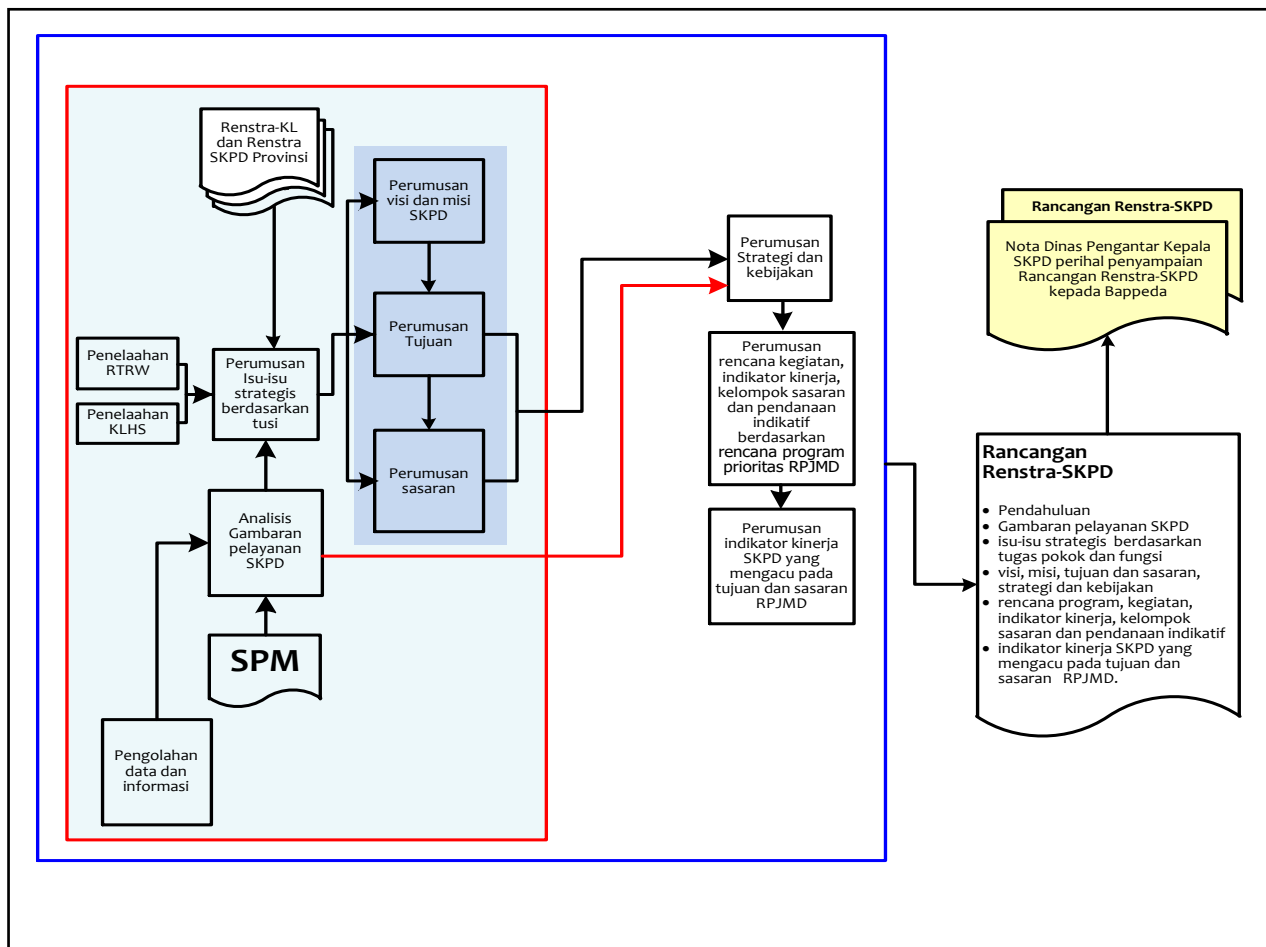 Renstra-KL
dan Renstra
SKPD Provinsi
Perumusan
visi dan misi
SKPD
Perumusan
Tujuan
Perumusan
sasaran
Penelaahan
RTRW
Penelaahan
KLHS
Perumusan
Isu-isu
strategis
berdasarkan
tusi
Analisis
Gambaran
pelayanan
SKPD
SPM
Pengolahan
data dan
informasi
Perumusan
Strategi dan
kebijakan
Perumusan
rencana kegiatan,
indikator kinerja,
kelompok sasaran
dan pendanaan
indikatif
berdasarkan
rencana program
prioritas RPJMD
Perumusan
indikator kinerja
SKPD yang
mengacu pada
tujuan dan sasaran
RPJMD
Rancangan Renstra-SKPD
Nota Dinas Pengantar Kepala
SKPD perihal penyampaian
Rancangan Renstra-SKPD
kepada Bappeda
Rancangan
Renstra-SKPD
• Pendahuluan
• Gambaran pelayanan SKPD
• isu-isu strategis berdasarkan
tugas pokok dan fungsi
• visi, misi, tujuan dan sasaran,
strategi dan kebijakan
• rencana program, kegiatan,
indikator kinerja, kelompok
sasaran dan pendanaan indikatif
• indikator kinerja SKPD yang
mengacu pada tujuan dan
sasaran RPJMD.